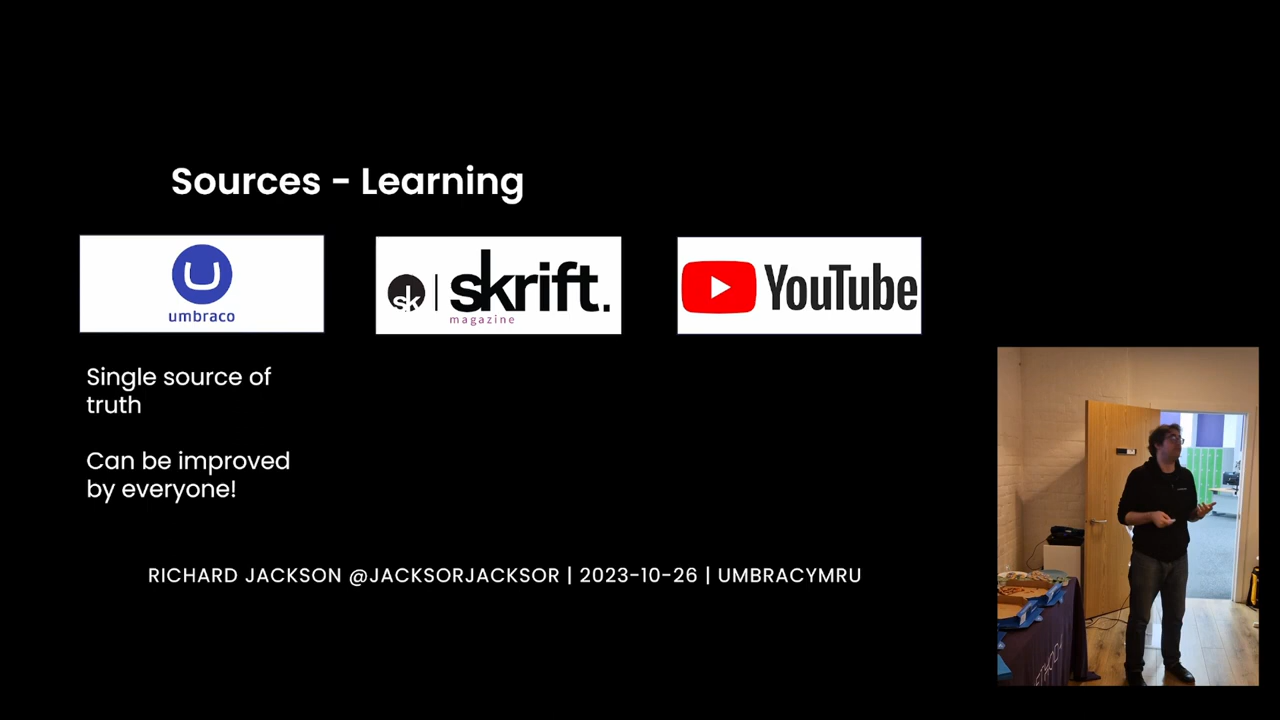 Sources - Learning
umbraco
sk
skrift.
magazine
YouTube
Single source of
truth
Can be improved
by everyone!
RICHARD JACKSON @JACKSORJACKSOR | 2023-10-26 | UMBRACYMRU